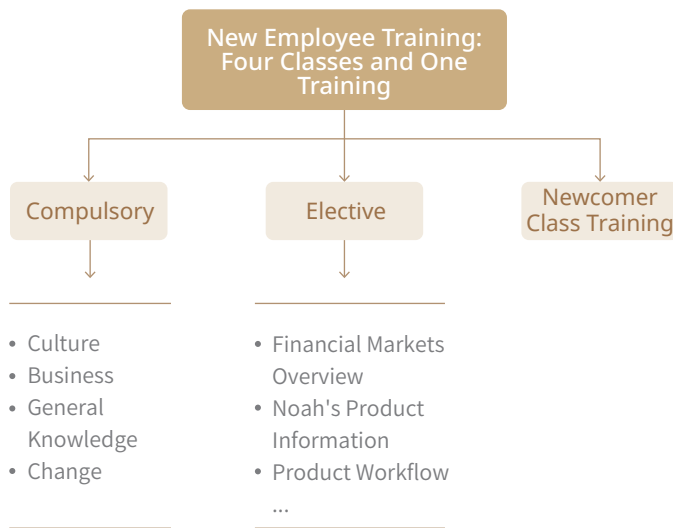 New Employee Training:
Four Classes and One
Training
Compulsory
Elective
Newcomer
Class Training
• Culture
• Business
• General
Knowledge
• Change
• Financial Markets
Overview
• Noah's Product
Information
• Product Workflow
...